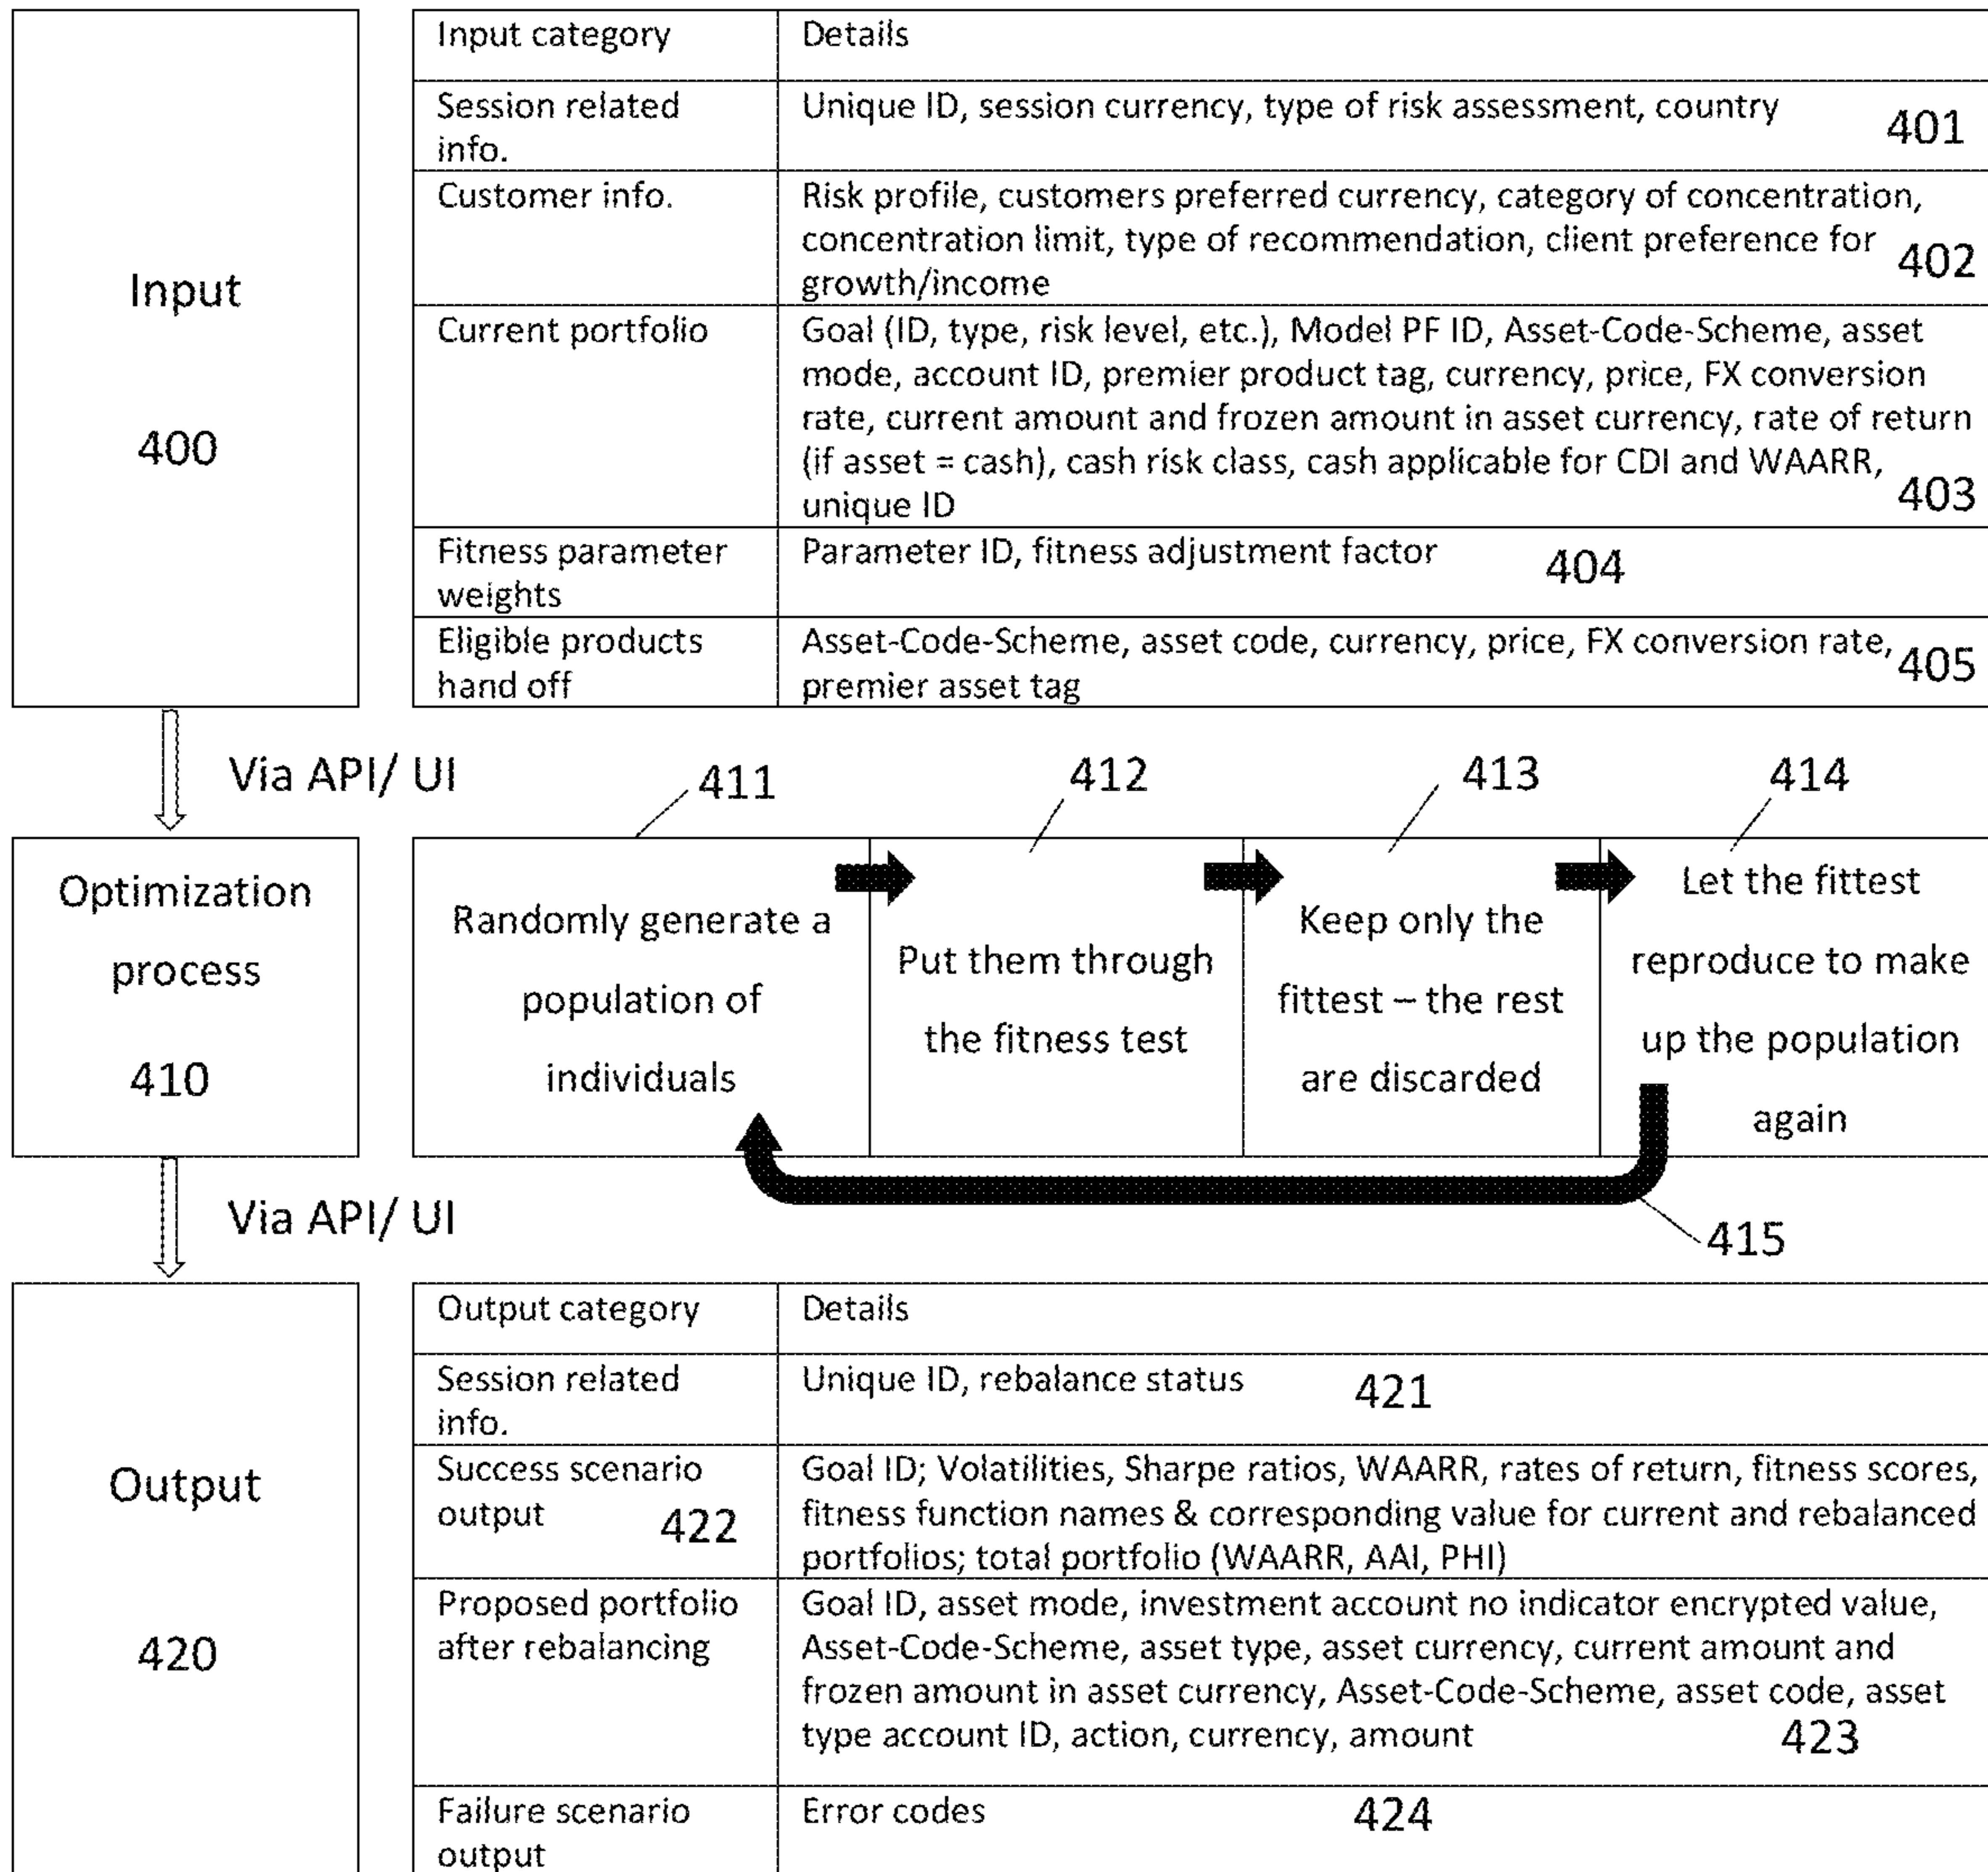 Input
400
Input category Details
Session related info. Unique ID, session currency, type of risk assessment, country 401
Customer info. Risk profile, customers preferred currency, category of concentration,
concentration limit, type of recommendation, client preference for 402
growth/income
Current portfolio Goal (ID, type, risk level, etc.), Model PF ID, Asset-Code-Scheme, asset
mode, account ID, premier product tag, currency, price, FX conversion
rate, current amount and frozen amount in asset currency, rate of return
(if asset = cash), cash risk class, cash applicable for CDI and WAARR,
unique ID 403
Fitness parameter weights Parameter ID, fitness adjustment factor 404
Eligible products hand off Asset-Code-Scheme, asset code, currency, price, FX conversion rate, 405
premier asset tag
Via API/ UI
411 412 413 414
Optimization
process
410
Randomly generate a
population of
individuals
Put them through
the fitness test
Keep only the
fittest – the rest
are discarded
Let the fittest
reproduce to make
up the population
again
415
Via API/ UI
Output
420
Output category Details
Session related info. Unique ID, rebalance status 421
Success scenario output 422 Goal ID; Volatilities, Sharpe ratios, WAARR, rates of return, fitness scores,
fitness function names & corresponding value for current and rebalanced
portfolios; total portfolio (WAARR, AAI, PHI)
Proposed portfolio after rebalancing Goal ID, asset mode, investment account no indicator encrypted value,
Asset-Code-Scheme, asset type, asset currency, current amount and
frozen amount in asset currency, Asset-Code-Scheme, asset code, asset
type account ID, action, currency, amount 423
Failure scenario output Error codes 424